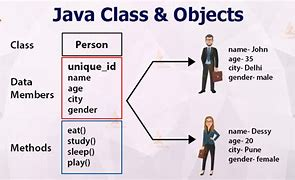 Java Class & Objects
Class
Person
Data
Members
unique_id
name
age
city
gender
Methods
eat()
study()
sleep()
play()
name- John
age- 35
city- Delhi
gender- male
name- Dessy
age- 20
city- Pune
gender- female